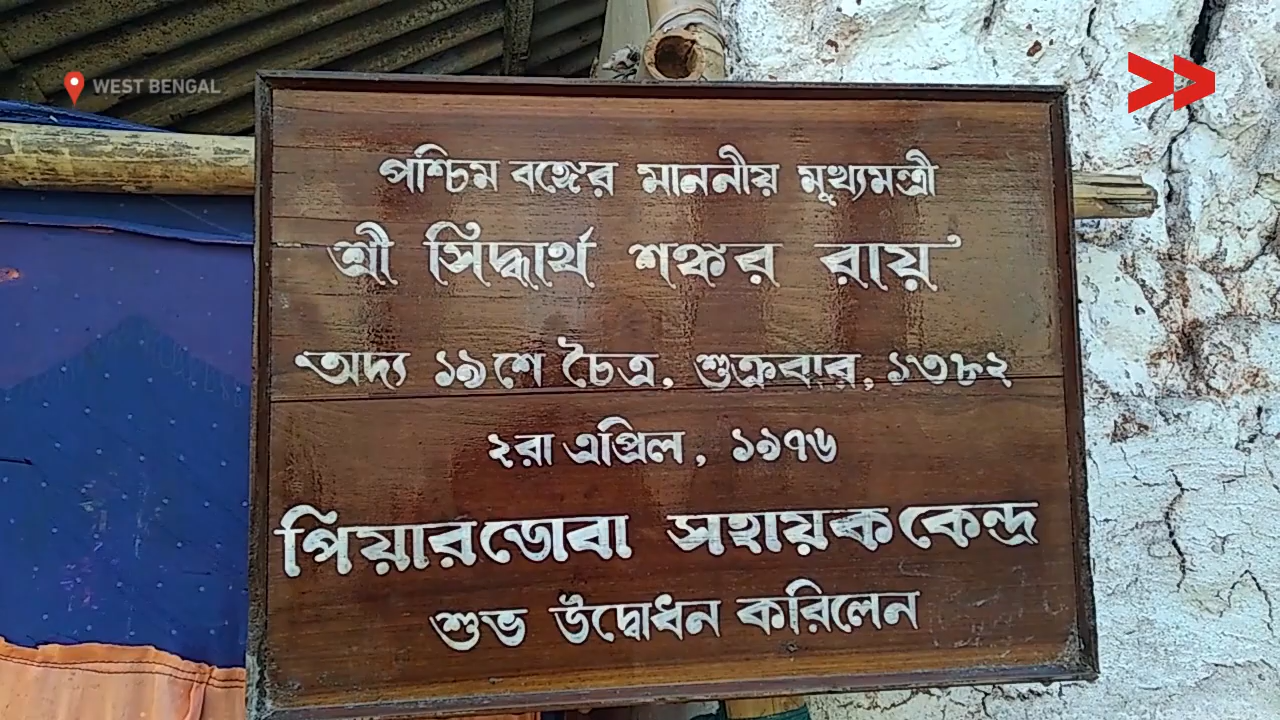 WEST BENGAL
পশ্চিম বঙ্গের মাননীয় মুখ্যমন্ত্রী
শ্রী সিদ্ধার্থ শঙ্কর রায়
অদ্য ১৯শে চৈত্র, শুক্রবার, ১৩৮২
২রা এপ্রিল, ১৯৭৬
পিয়ারডোবা সহায়ককেন্দ্র
শুভ উদ্বোধন করিলেন